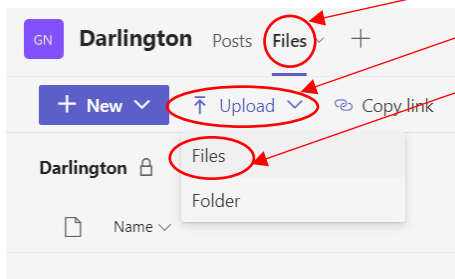 GN Darlington Posts Files
New Upload Copy link
Darlington Files
Folder
Name